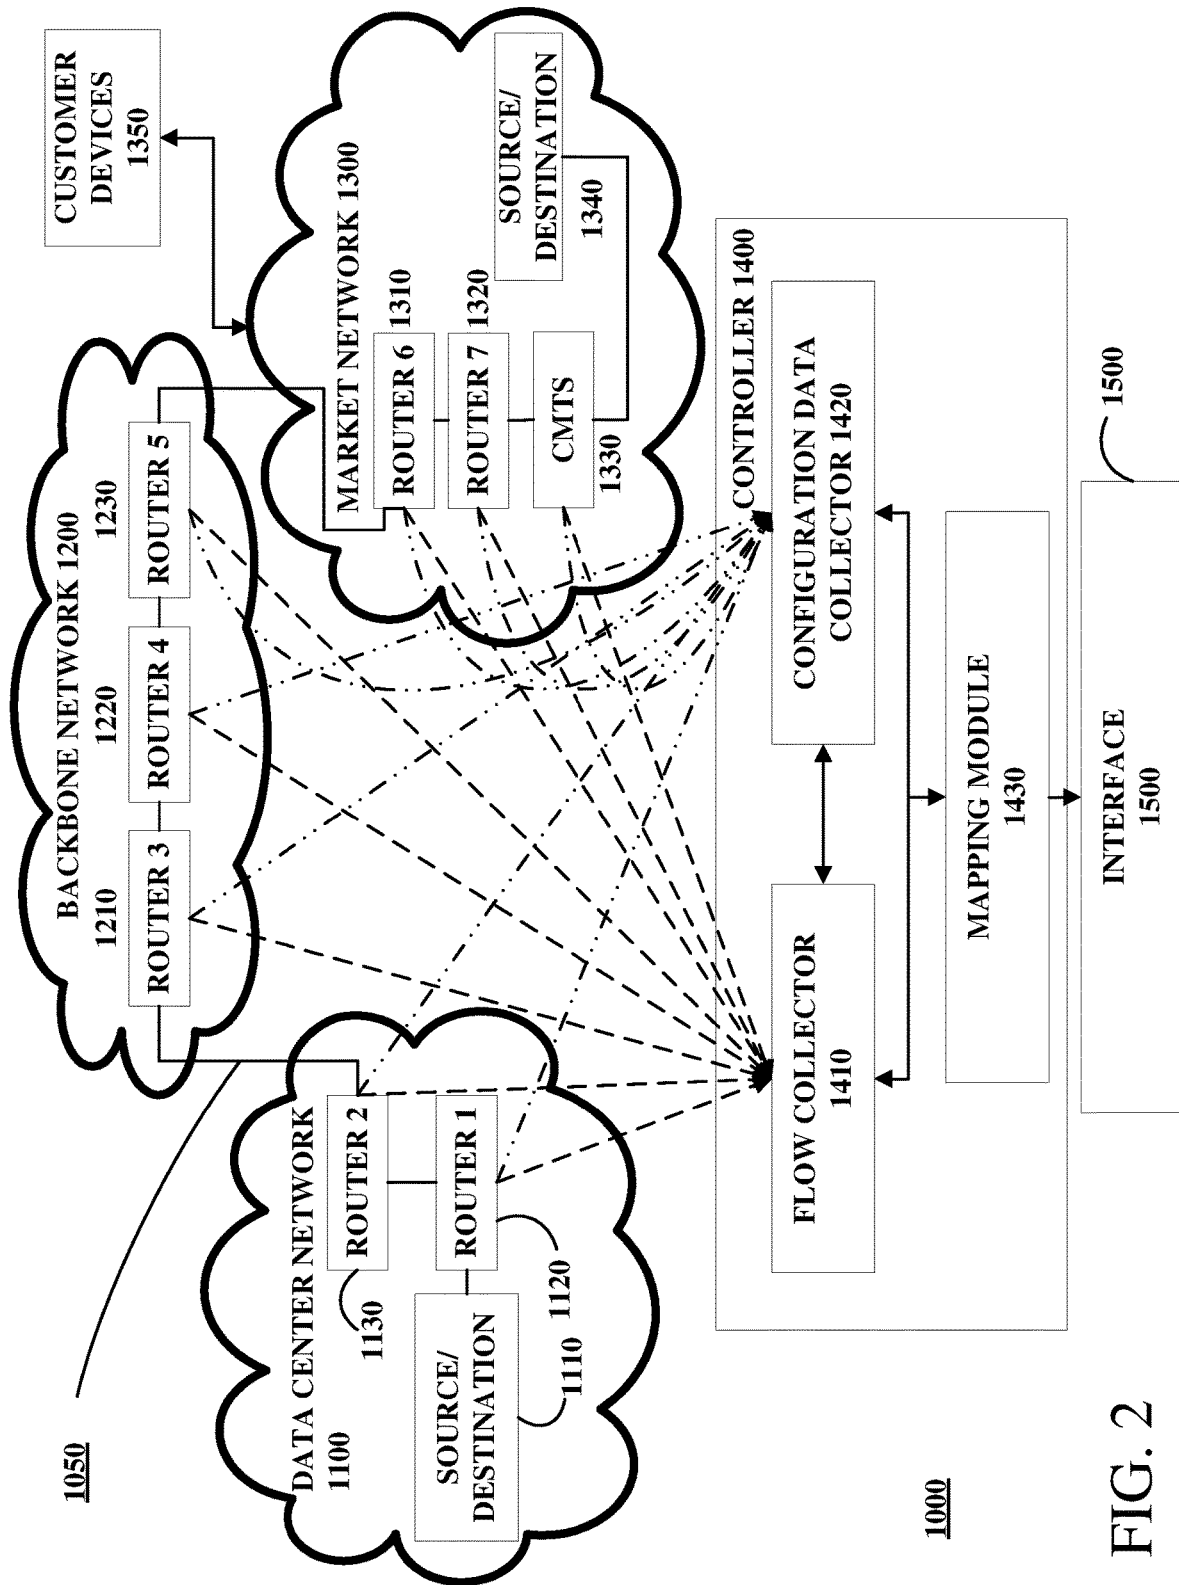 1050
DATA CENTER NETWORK
1100
ROUTER 2
1130
ROUTER 1
1120
SOURCE/
DESTINATION
1110
BACKBONE NETWORK 1200
1210
ROUTER 3
1220
ROUTER 4
1230
ROUTER 5
CUSTOMER
DEVICES
1350
MARKET NETWORK 1300
ROUTER 6
1310
ROUTER 7
1320
CMTS
1330
SOURCE/
DESTINATION
1340
CONTROLLER 1400
FLOW COLLECTOR
1410
CONFIGURATION DATA
COLLECTOR 1420
MAPPING MODULE
1430
INTERFACE
1500
1500
1000
FIG. 2